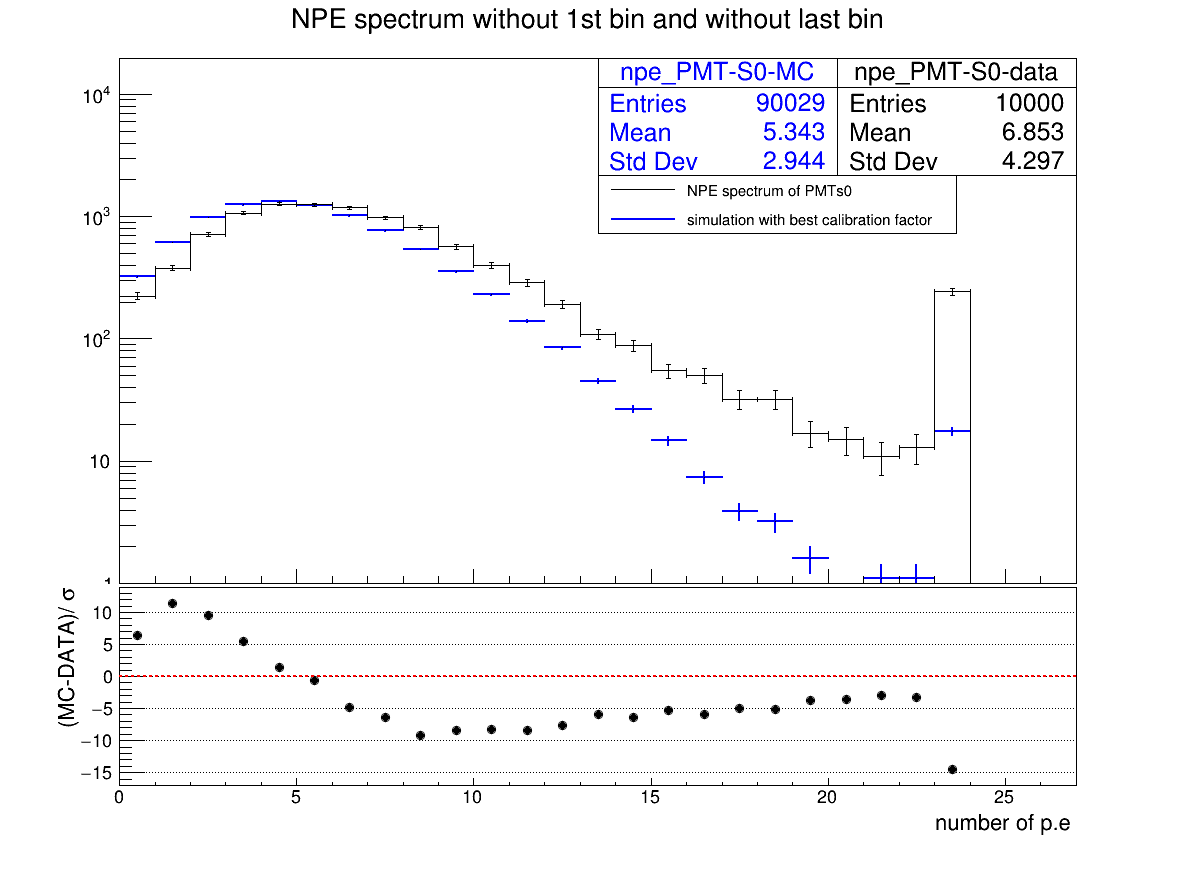 NPE spectrum without 1st bin and without last bin
npe_PMT-S0-MC
Entries 90029
Mean 5.343
Std Dev 2.944
npe_PMT-S0-data
Entries 10000
Mean 6.853
Std Dev 4.297
NPE spectrum of PMTs0
simulation with best calibration factor
10⁴
10³
10²
10
1
(MC-DATA)/ σ
10
5
0
−5
−10
−15
0 5 10 15 20 25
number of p.e